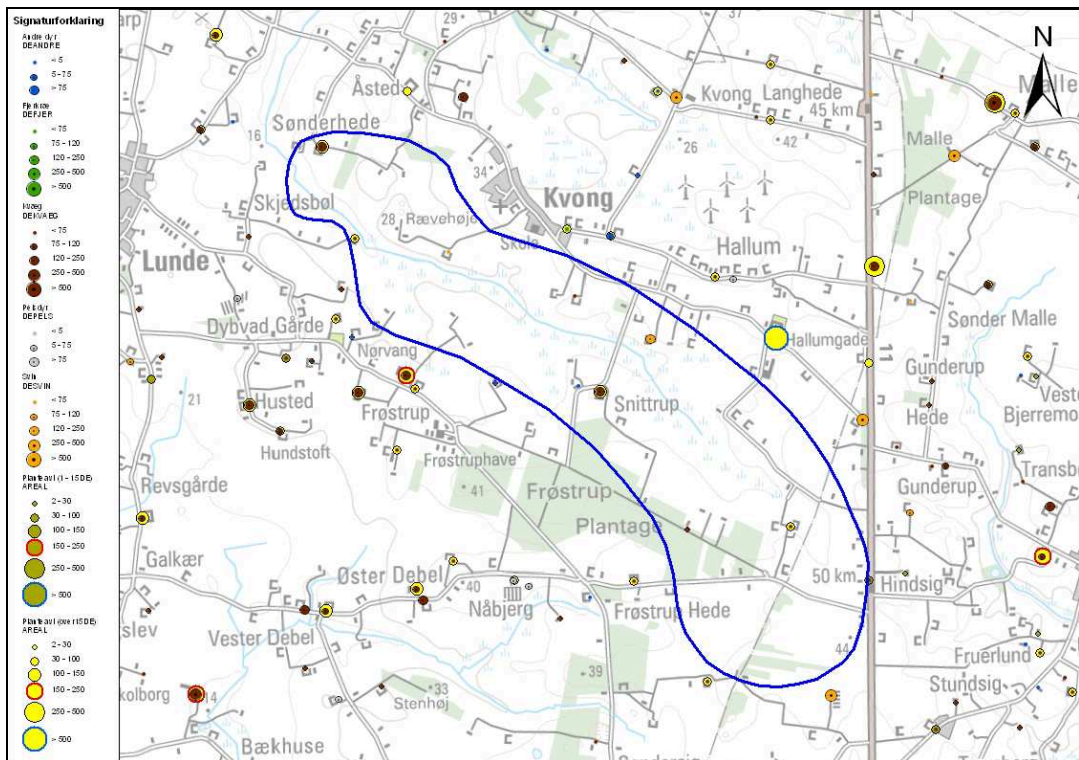 Signaturforklaring
Andre dyr
DEANDRE
< 5
5 - 75
> 75
Fjerkræ
DEFJER
< 75
75 - 120
120 - 250
250 - 500
> 500
Kvæg
DEKVAEG
< 75
75 - 120
120 - 250
250 - 500
> 500
Pelsdyr
DEPELS
< 5
5 - 75
> 75
Svin
DESVIN
< 75
75 - 120
120 - 250
250 - 500
> 500
Planteavl (1 - 15 DE)
AREAL
2 - 30
30 - 100
100 - 150
150 - 250
250 - 500
> 500
Planteavl (over 15 DE)
AREAL
2 - 30
30 - 100
100 - 150
150 - 250
250 - 500
> 500
N
29
37
Åsted
Kvong Langhede
45 km
Malle
Sønderhede
16
26
42
Malle
34
Plantage
Skjedsbøl
28
Rævehøje
Kvong
Skole
Hallum
Lunde
Dybvad Gårde
Hallumgade
11
Sønder Malle
Nørvang
Gunderup
Hede
21
Husted
Frøstrup
Snittrup
Hundstoft
Frøstruphave
Revsgårde
41
Frøstrup
Plantage
Gunderup
Galkær
Øster Debel
40
Nåbjerg
50 km
Hindsig
Frøstrup Hede
Vester Debel
44
Fruerlund
39
33
Stenhøj
Stundsig
14
Bækhuse